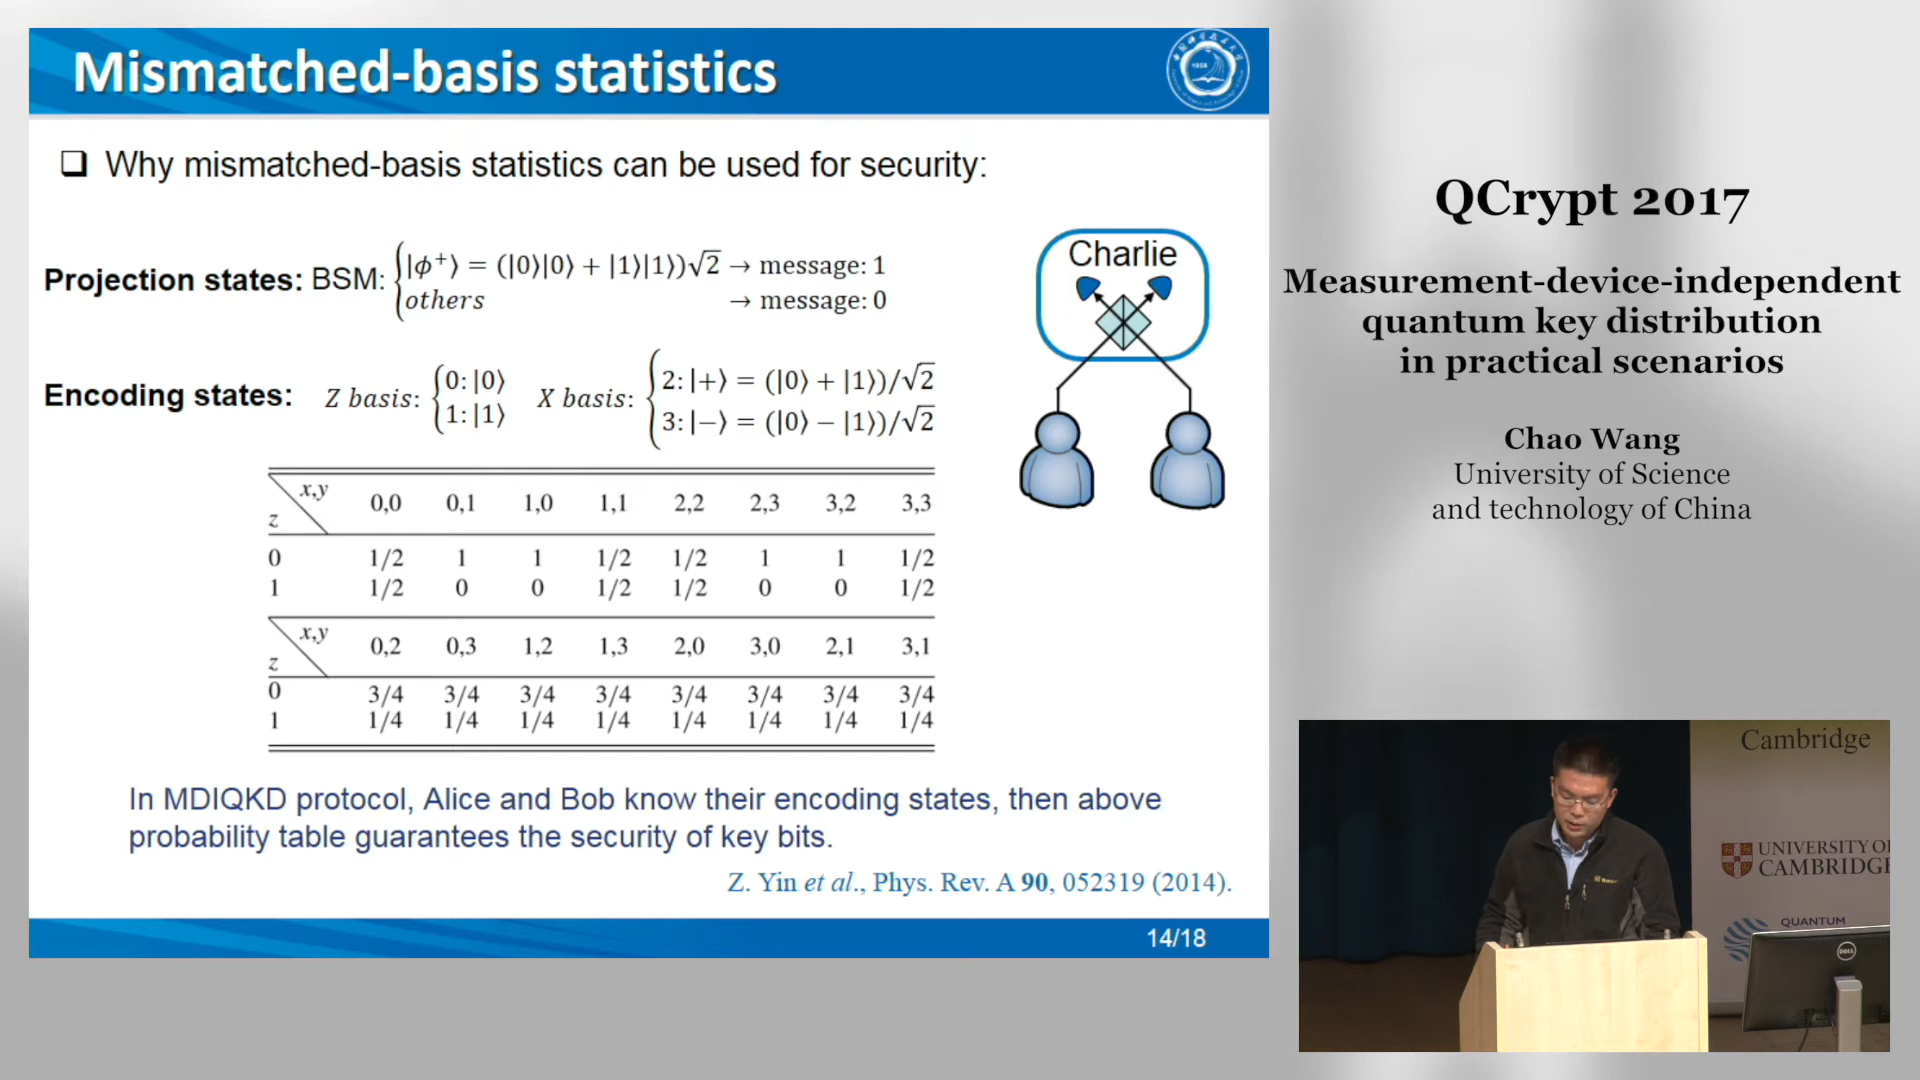 Mismatched-basis statistics
❑ Why mismatched-basis statistics can be used for security:
Projection states: BSM: {|ϕ⁺⟩ = (|0⟩|0⟩ + |1⟩|1⟩)√2 → message: 1
others → message: 0
Encoding states: Z basis: {0: |0⟩ 1: |1⟩ X basis: {2: |+⟩ = (|0⟩ + |1⟩)/√2
3: |−⟩ = (|0⟩ − |1⟩)/√2
Charlie
x,y z 0,0 0,1 1,0 1,1 2,2 2,3 3,2 3,3
0 1/2 1 1 1/2 1/2 1 1 1/2
1 1/2 0 0 1/2 1/2 0 0 1/2
x,y z 0,2 0,3 1,2 1,3 2,0 3,0 2,1 3,1
0 3/4 3/4 3/4 3/4 3/4 3/4 3/4 3/4
1 1/4 1/4 1/4 1/4 1/4 1/4 1/4 1/4
In MDIQKD protocol, Alice and Bob know their encoding states, then above
probability table guarantees the security of key bits.
Z. Yin et al., Phys. Rev. A 90, 052319 (2014).
14/18
QCrypt 2017
Measurement-device-independent
quantum key distribution
in practical scenarios
Chao Wang
University of Science
and technology of China
Cambridge
UNIVERSITY O
CAMBRIDG
QUANTUM
DELL
1958